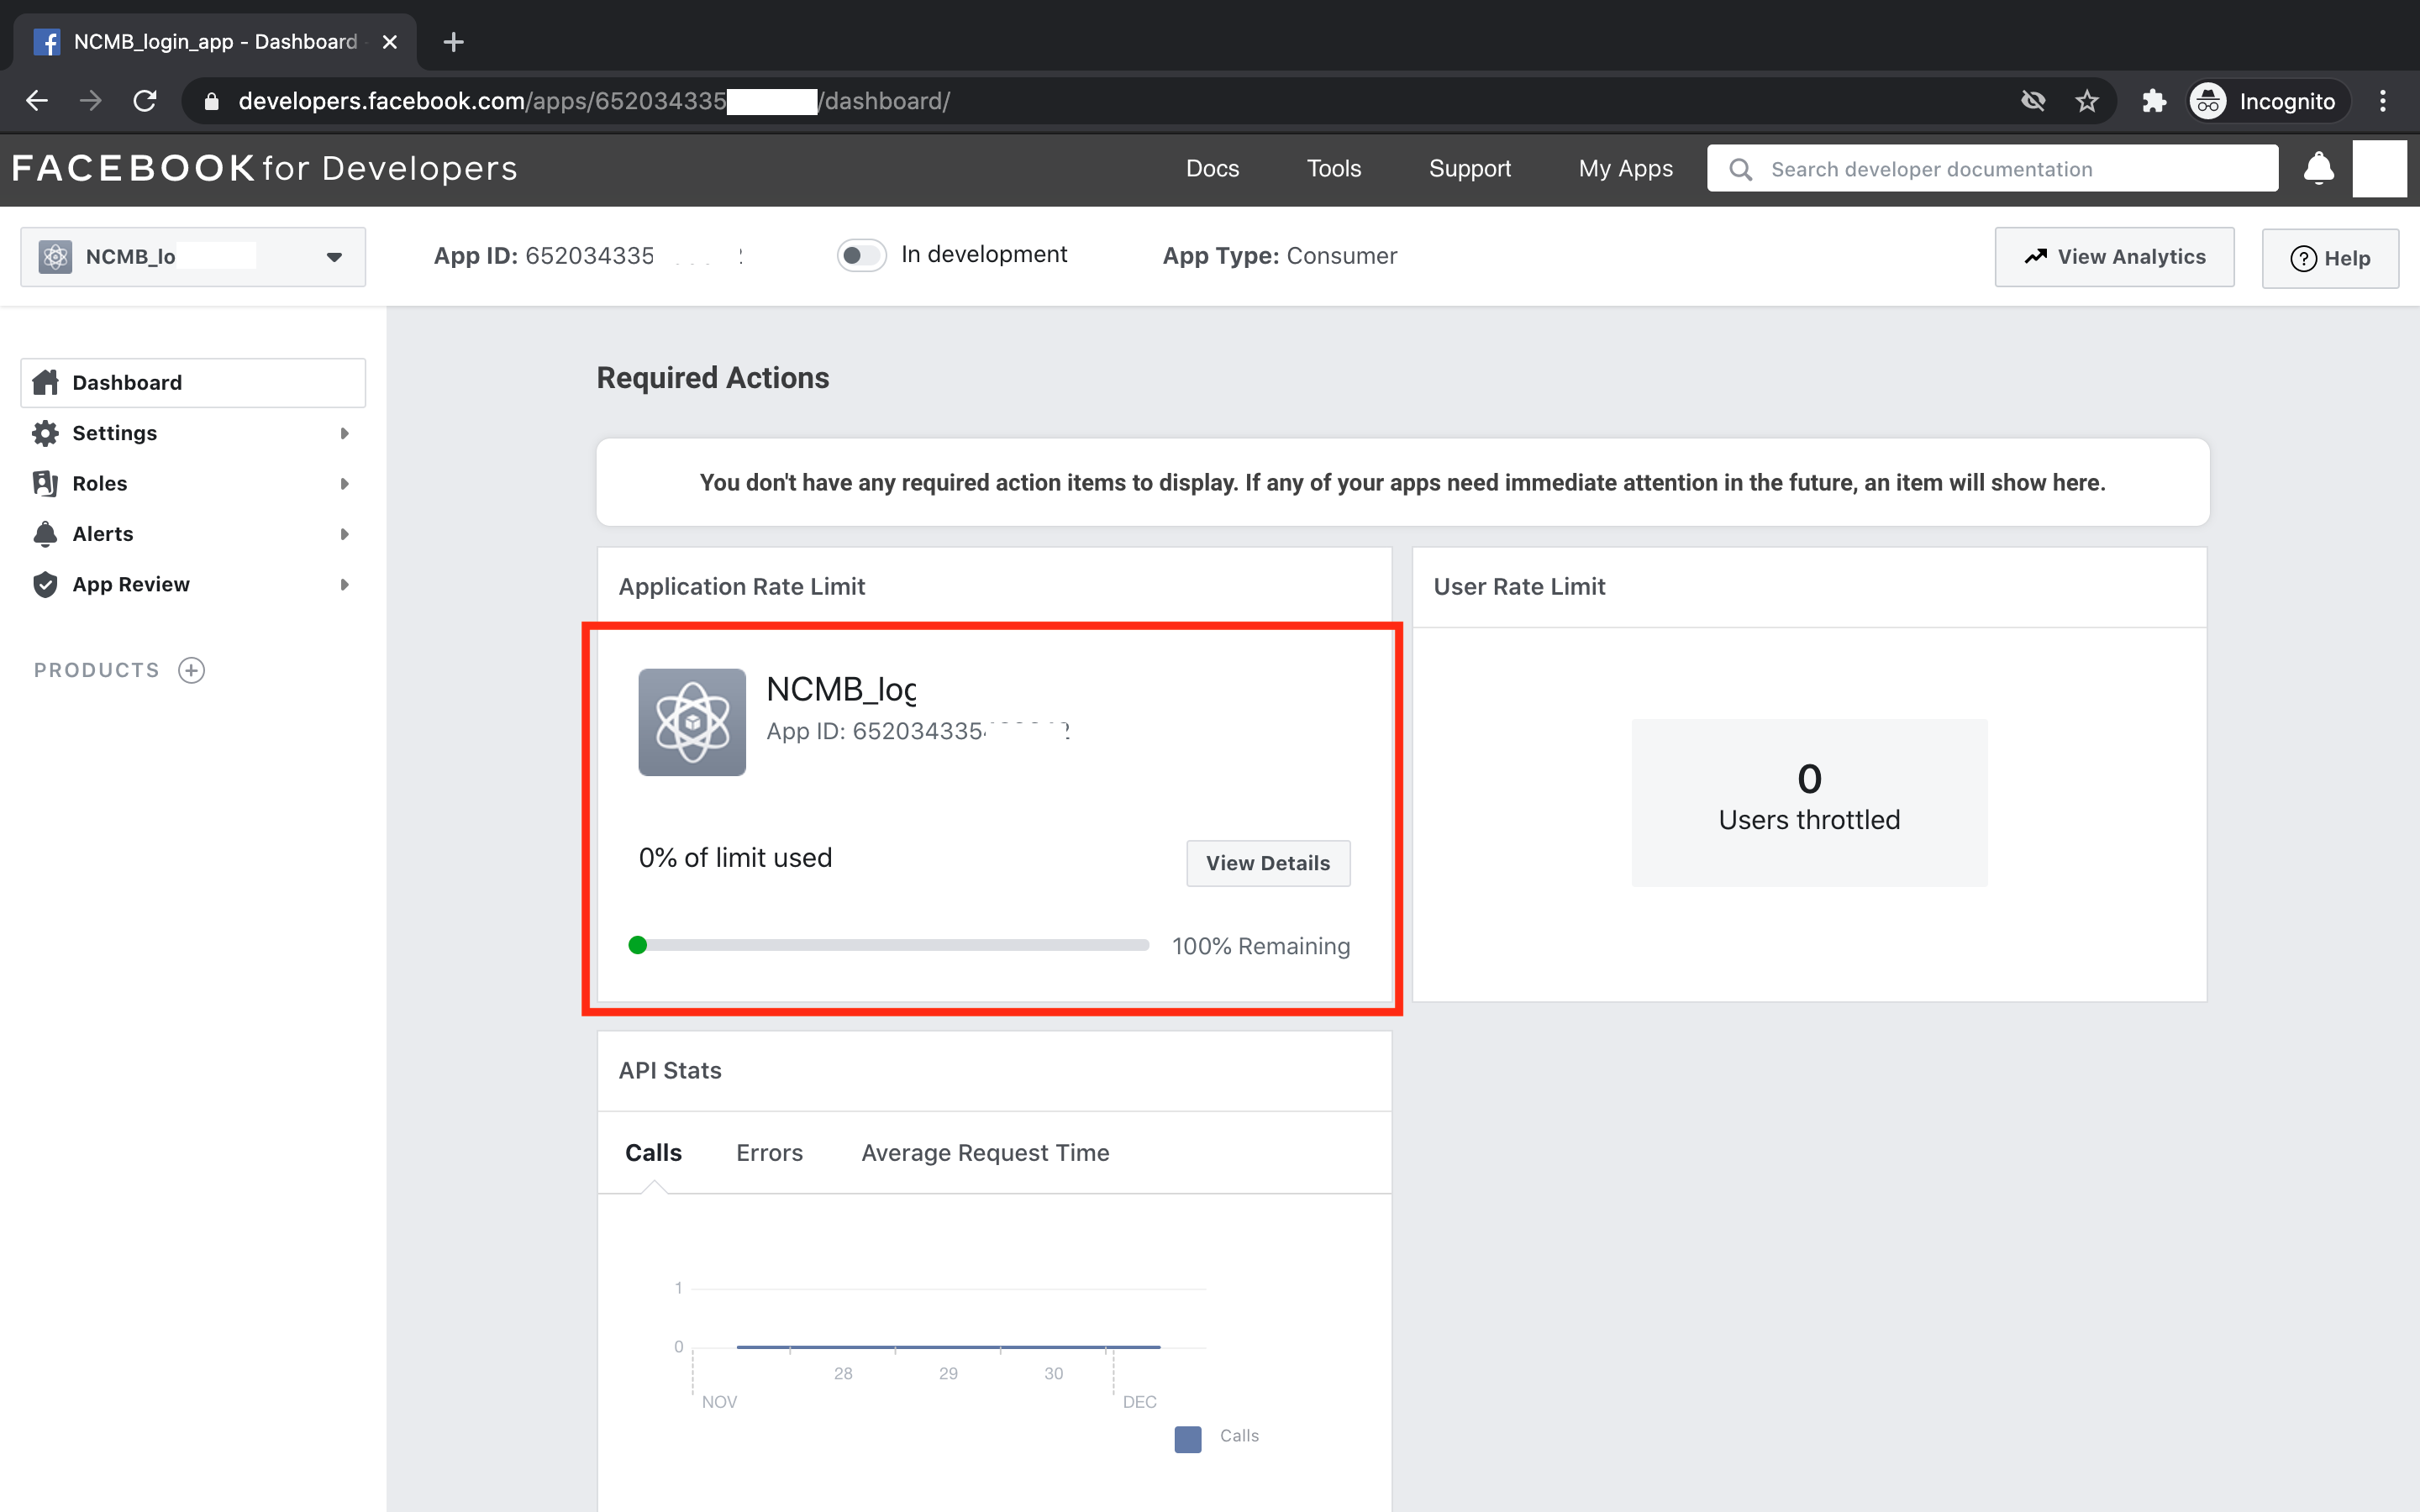 NCMB_login_app - Dashboard
developers.facebook.com/apps/652034335 /dashboard/
Incognito
FACEBOOK for Developers
Docs
Tools
Support
My Apps
Search developer documentation
NCMB_lo
App ID: 652034335
In development
App Type: Consumer
View Analytics
Help
Dashboard
Settings
Roles
Alerts
App Review
PRODUCTS
Required Actions
You don't have any required action items to display. If any of your apps need immediate attention in the future, an item will show here.
Application Rate Limit
NCMB_log
App ID: 652034335
0% of limit used
View Details
100% Remaining
User Rate Limit
0
Users throttled
API Stats
Calls
Errors
Average Request Time
1
0
28
29
30
NOV
DEC
Calls